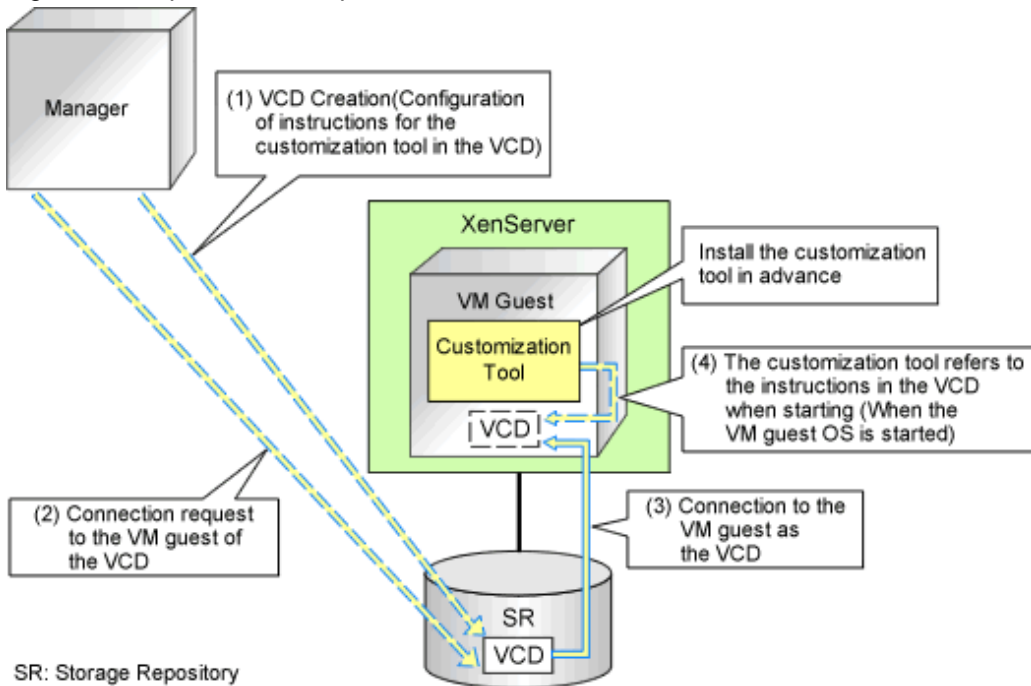 Manager
(1) VCD Creation(Configuration
of instructions for the
customization tool in the VCD)
XenServer
Install the customization
tool in advance
VM Guest
Customization
Tool
VCD
(4) The customization tool refers to
the instructions in the VCD
when starting (When the
VM guest OS is started)
(2) Connection request
to the VM guest of
the VCD
(3) Connection to the
VM guest as
the VCD
SR
VCD
SR: Storage Repository